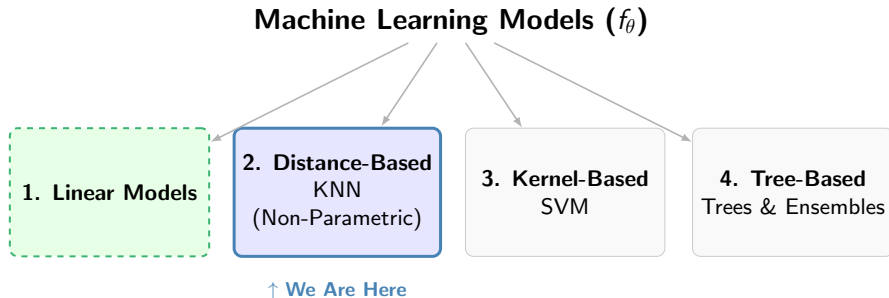 Machine Learning Models (f_θ)
1. Linear Models
2. Distance-Based
KNN
(Non-Parametric)
3. Kernel-Based
SVM
4. Tree-Based
Trees & Ensembles
↑ We Are Here